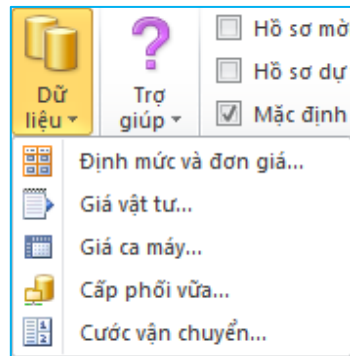 Dữ liệu
Trợ giúp
Hồ sơ mờ
Hồ sơ dự
Mặc định
Định mức và đơn giá...
Giá vật tư...
Giá ca máy...
Cấp phối vữa...
Cước vận chuyển...